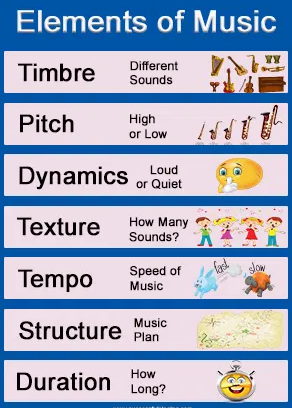 Elements of Music
Timbre
Different
Sounds
Pitch
High
or Low
Dynamics
Loud
or Quiet
Texture
How Many
Sounds?
Tempo
Speed of
Music
fast
slow
Structure
Music
Plan
Duration
How
Long?